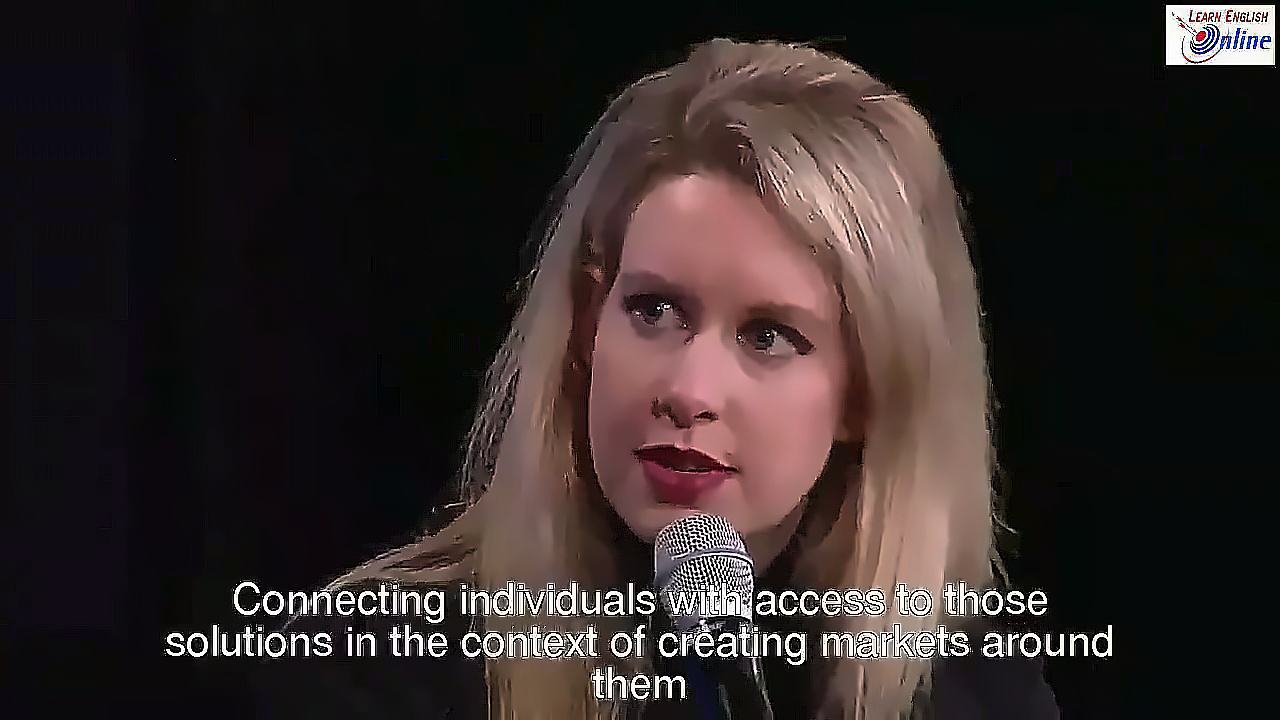 LEARN ENGLISH
Online
Connecting individuals with access to those
solutions in the context of creating markets around
them